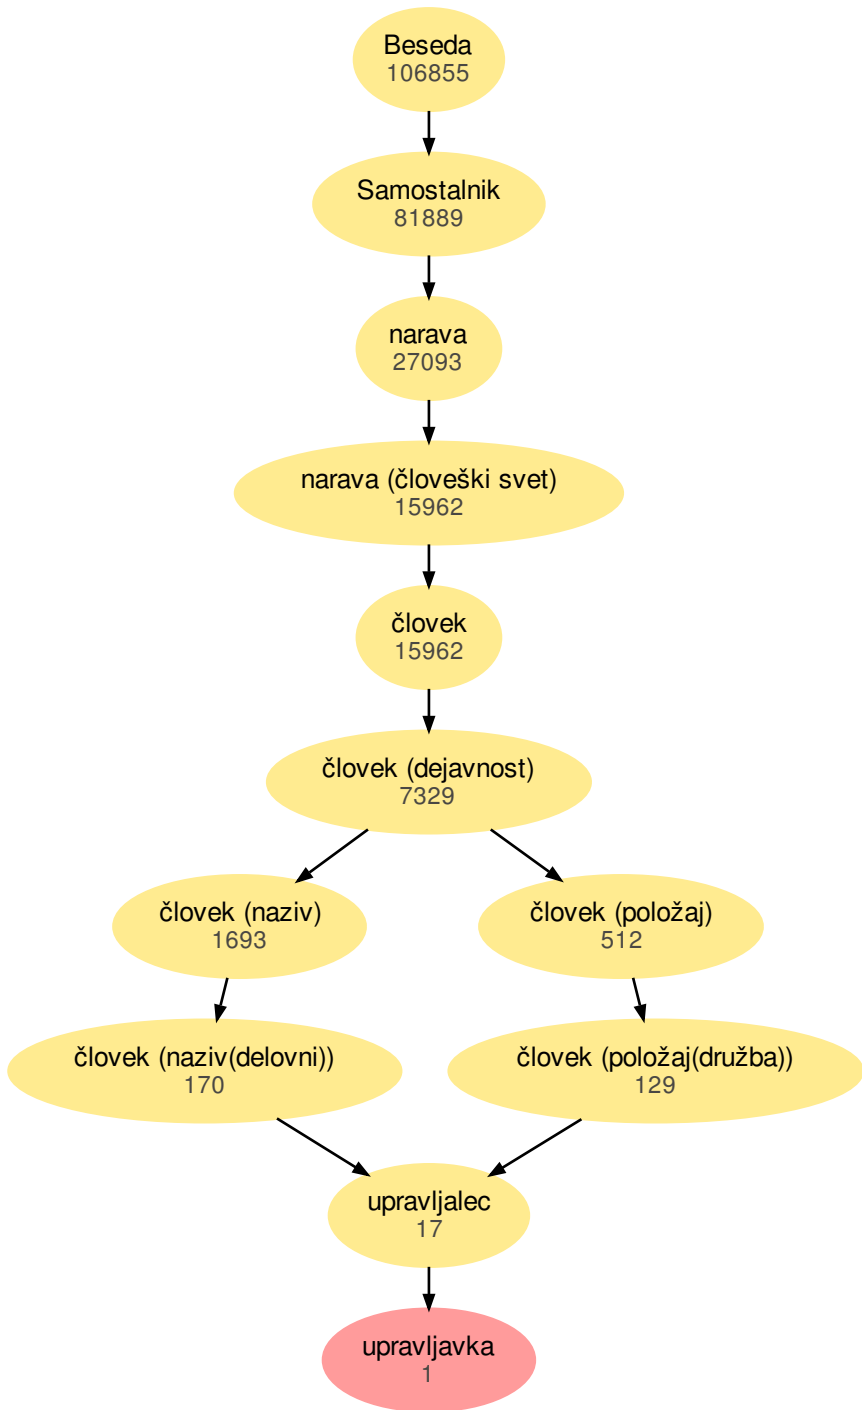 Beseda
106855
Samostalnik
81889
narava
27093
narava (človeški svet)
15962
človek
15962
človek (dejavnost)
7329
človek (naziv)
1693
človek (položaj)
512
človek (naziv(delovni))
170
človek (položaj(družba))
129
upravljalec
17
upravljavka
1